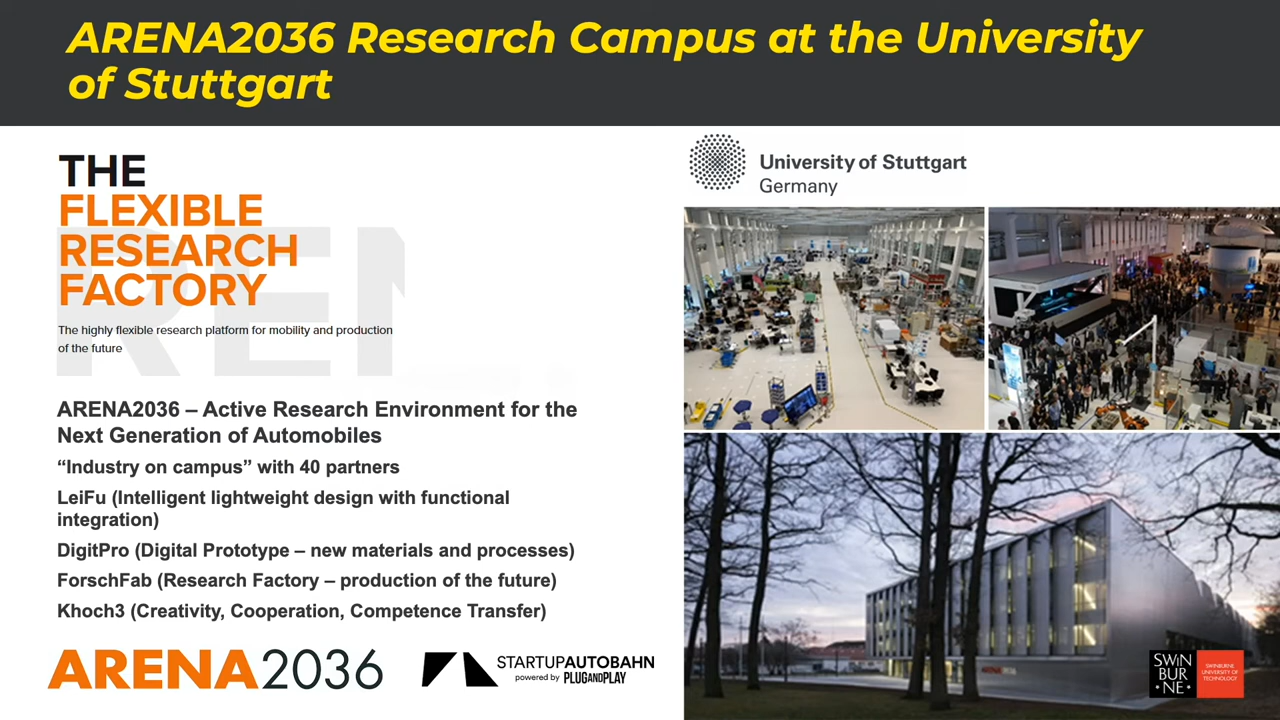 ARENA2036 Research Campus at the University
of Stuttgart
THE
FLEXIBLE
RESEARCH
FACTORY
The highly flexible research platform for mobility and production
of the future
ARENA2036 – Active Research Environment for the
Next Generation of Automobiles
“Industry on campus” with 40 partners
LeiFu (Intelligent lightweight design with functional
integration)
DigitPro (Digital Prototype – new materials and processes)
ForschFab (Research Factory – production of the future)
Khoch3 (Creativity, Cooperation, Competence Transfer)
ARENA2036
STARTUPAUTOBAHN
powered by PLUGANDPLAY
University of Stuttgart
Germany
SWIN
BUR
•NE•
SWINBURNE
UNIVERSITY OF
TECHNOLOGY